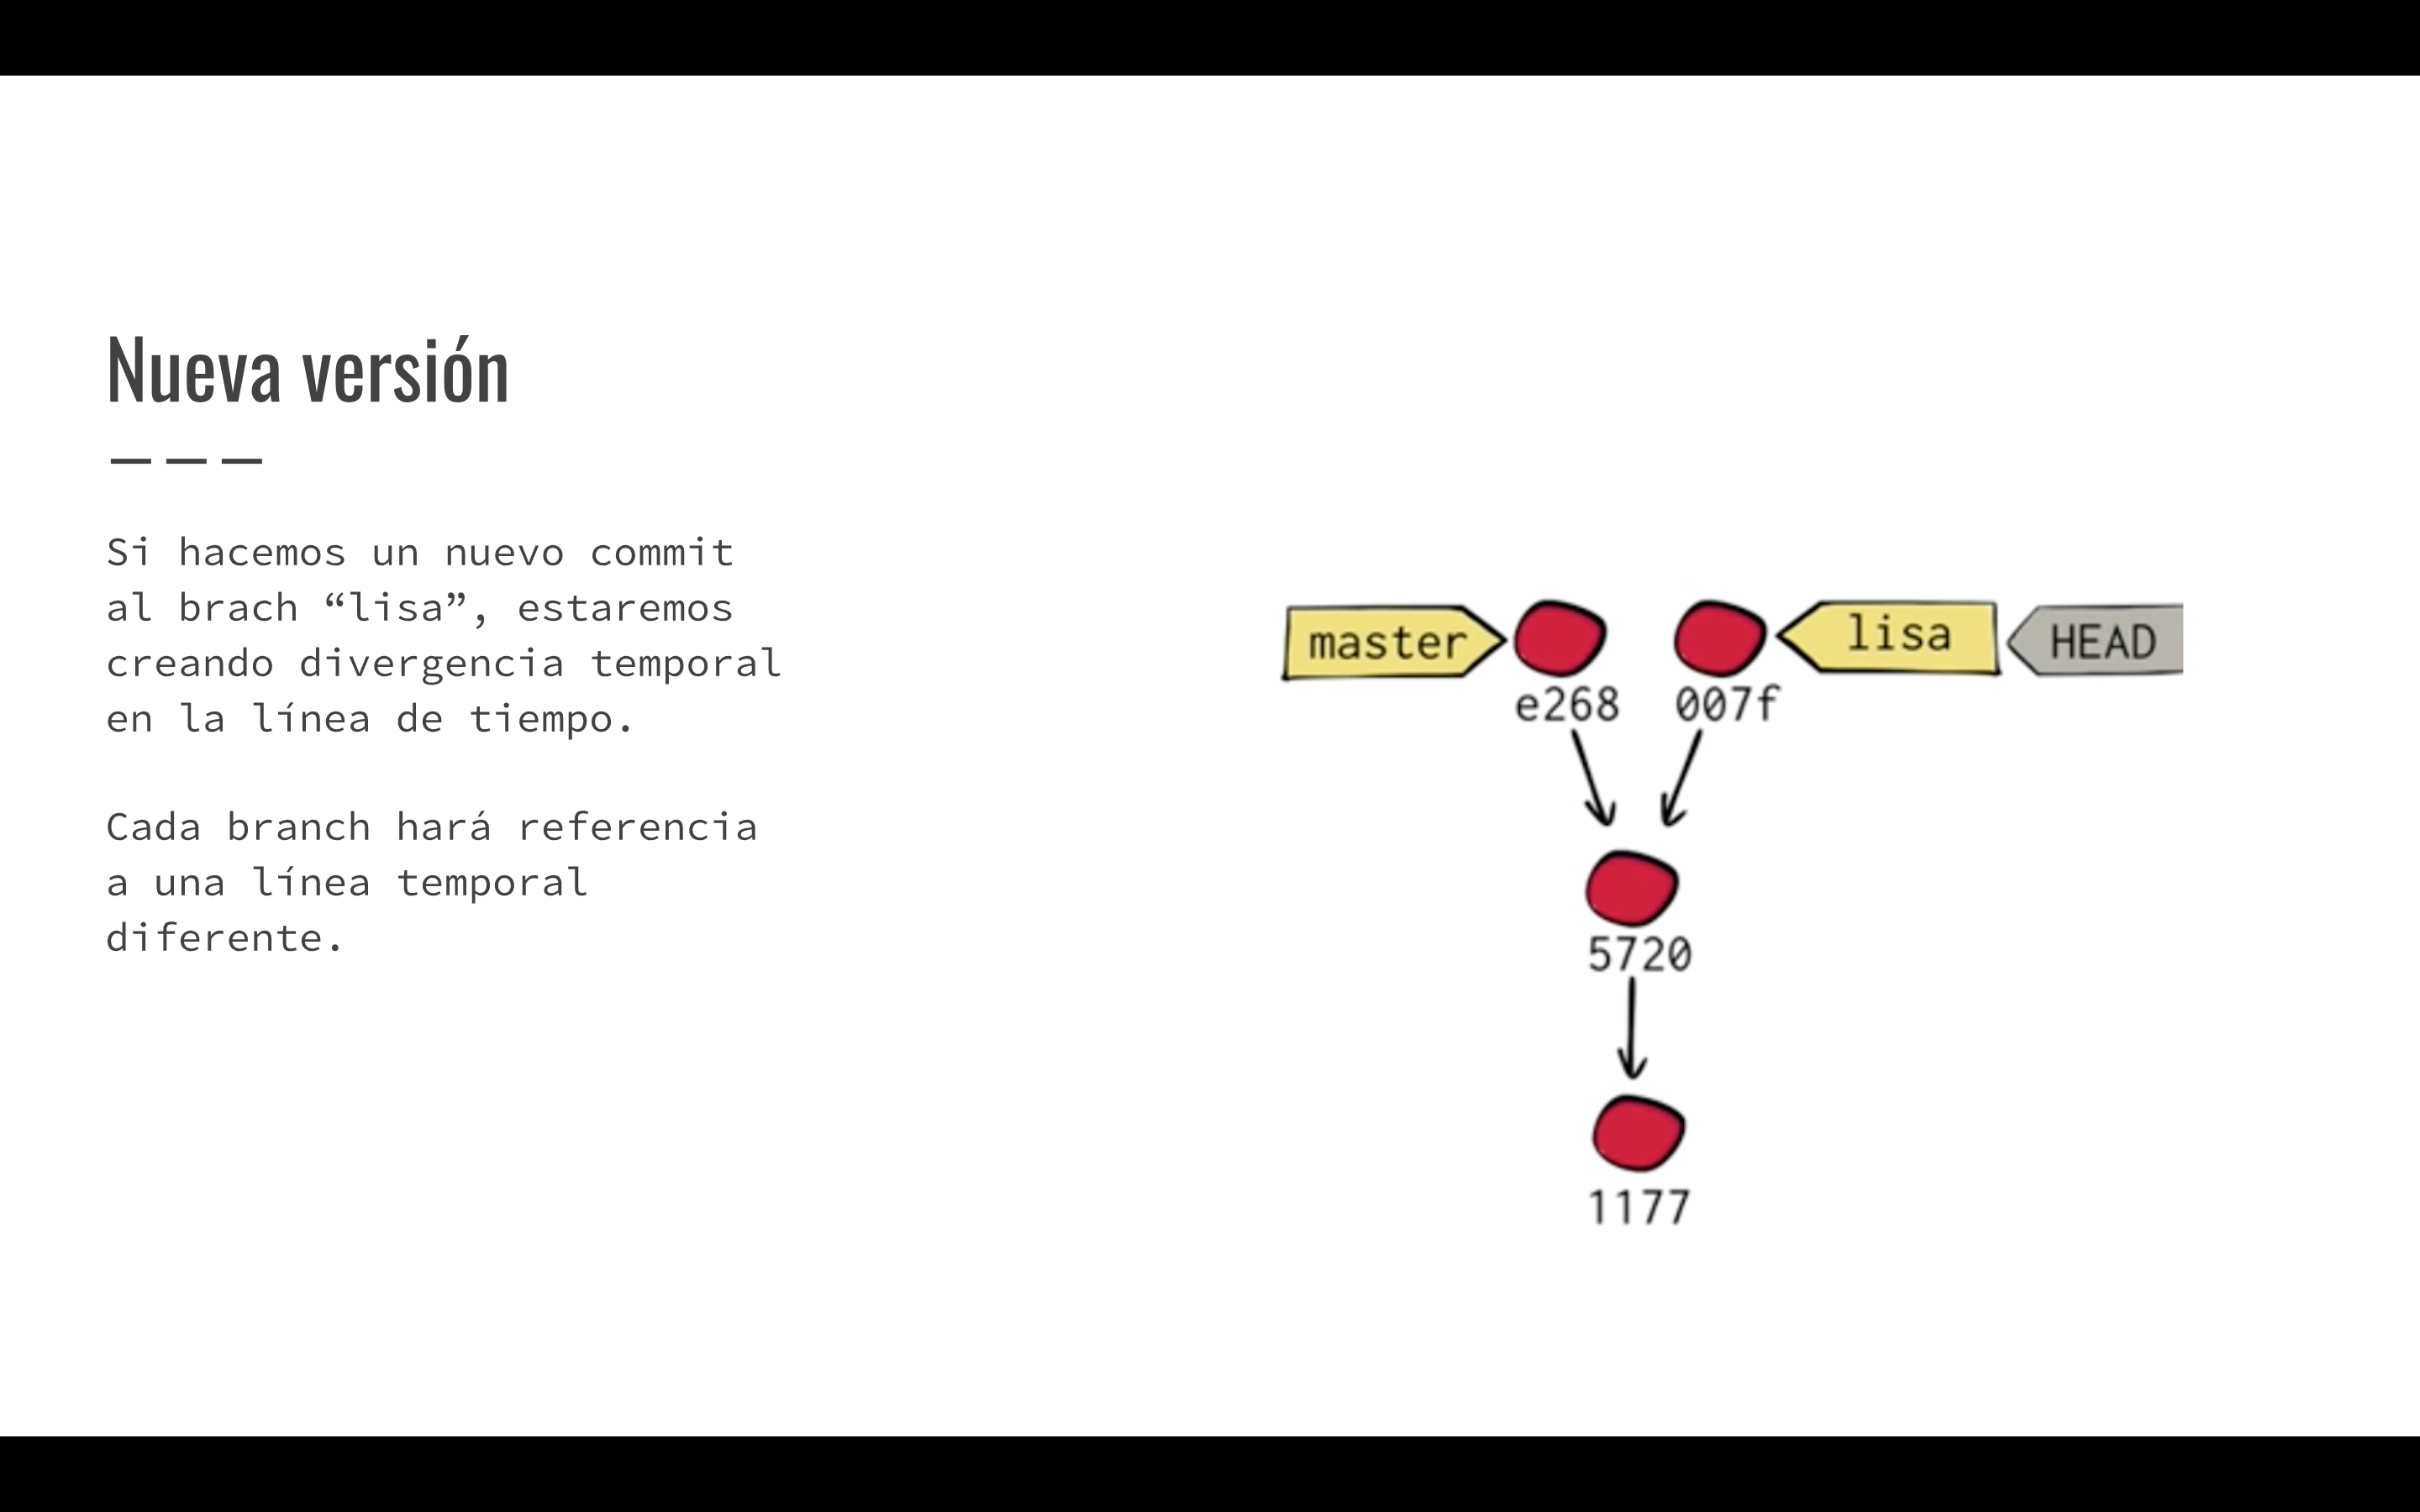 Nueva versión
Si hacemos un nuevo commit
al brach “lisa”, estaremos
creando divergencia temporal
en la línea de tiempo.
Cada branch hará referencia
a una línea temporal
diferente.
master
lisa
HEAD
e268
007f
5720
1177